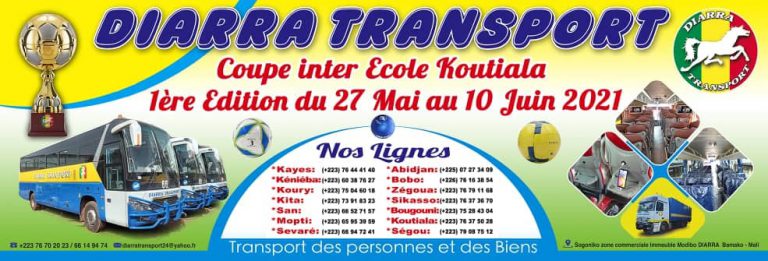 DIARRA TRANSPORT
DIARRA
TRANSPORT
Coupe inter Ecole Koutiala
1ère Edition du 27 Mai au 10 Juin 2021
Nos Lignes
*Kayes: (+223) 76 44 41 40
*Kéniéba: (+223) 60 38 75 27
*Koury: (+223) 75 04 60 18
*Kita: (+223) 73 91 83 23
*San: (+223) 66 52 71 57
*Mopti: (+223) 65 95 39 59
*Sevaré: (+223) 66 94 72 41
*Abidjan: (+225) 07 27 34 09
*Bobo: (+226) 76 16 38 54
*Zégoua: (+223) 76 79 11 68
*Sikasso: (+223) 76 37 36 70
*Bougouni: (+223) 75 28 43 04
*Koutiala: (+223) 76 37 50 28
*Ségou: (+223) 79 08 75 12
DIARRA TRANSPORT
Transport des personnes et des Biens
+223 76 70 20 23 / 66 14 94 74
diarratransport24@yahoo.fr
Sogoniko zone commerciale Immeuble Modibo DIARRA Bamako - Mali